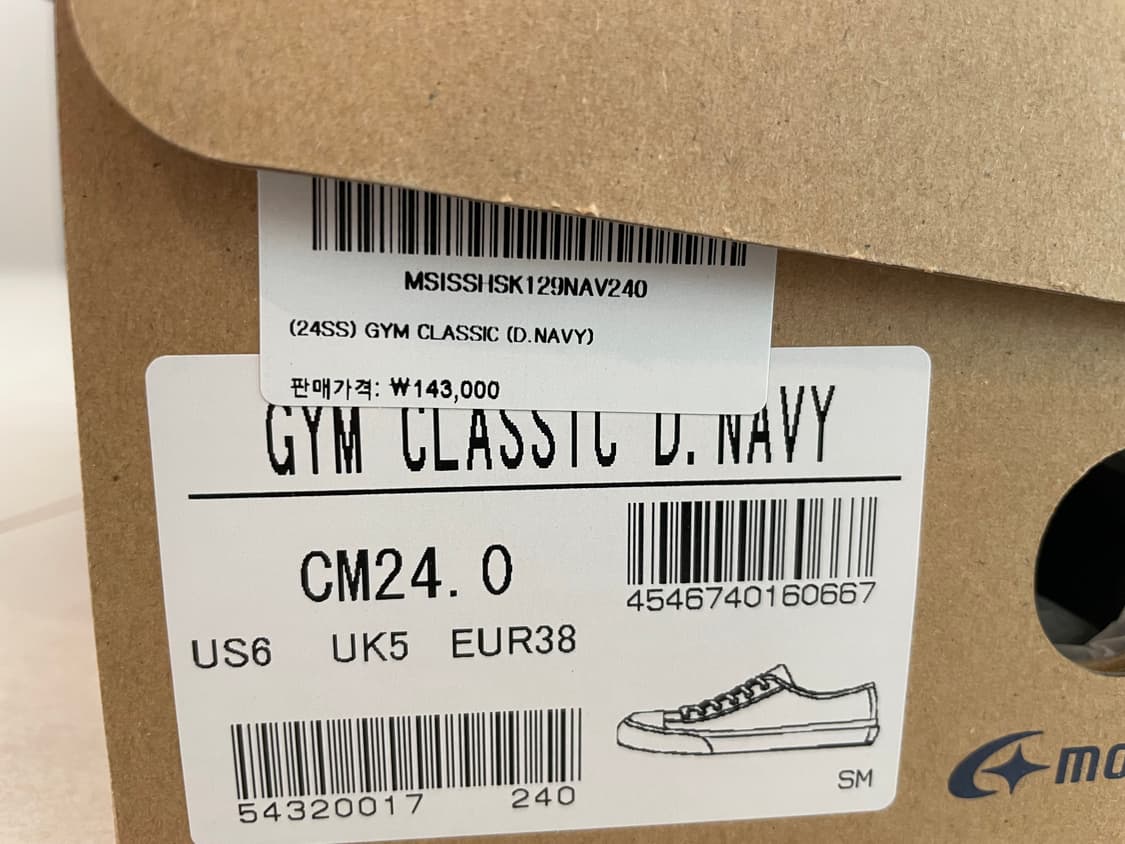 MSISSHSK129NAV240
(24SS) GYM CLASSIC (D.NAVY)
판매가격: ₩143,000
GYM CLASSIC D. NAVY
CM24.0
4546740160667
US6 UK5 EUR38
54320017 240
SM